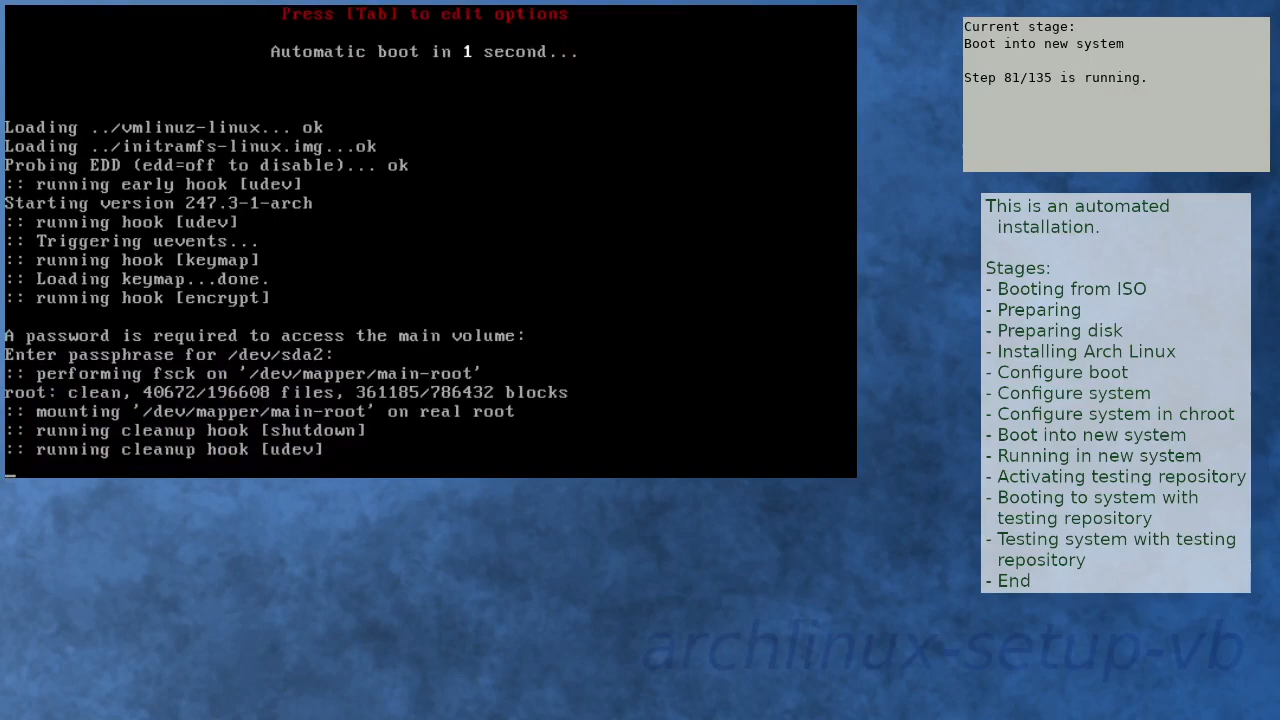 Press [Tab] to edit options
Automatic boot in 1 second...
Loading ../vmlinuz-linux... ok
Loading ../initramfs-linux.img...ok
Probing EDD (edd=off to disable)... ok
:: running early hook [udev]
Starting version 247.3-1-arch
:: running hook [udev]
:: Triggering uevents...
:: running hook [keymap]
:: Loading keymap...done.
:: running hook [encrypt]
A password is required to access the main volume:
Enter passphrase for /dev/sda2:
:: performing fsck on '/dev/mapper/main-root'
root: clean, 40672/196608 files, 361185/786432 blocks
:: mounting '/dev/mapper/main-root' on real root
:: running cleanup hook [shutdown]
:: running cleanup hook [udev]
Current stage:
Boot into new system
Step 81/135 is running.
This is an automated
installation.
Stages:
- Booting from ISO
- Preparing
- Preparing disk
- Installing Arch Linux
- Configure boot
- Configure system
- Configure system in chroot
- Boot into new system
- Running in new system
- Activating testing repository
- Booting to system with
testing repository
- Testing system with testing
repository
- End
archlinux-setup-vb